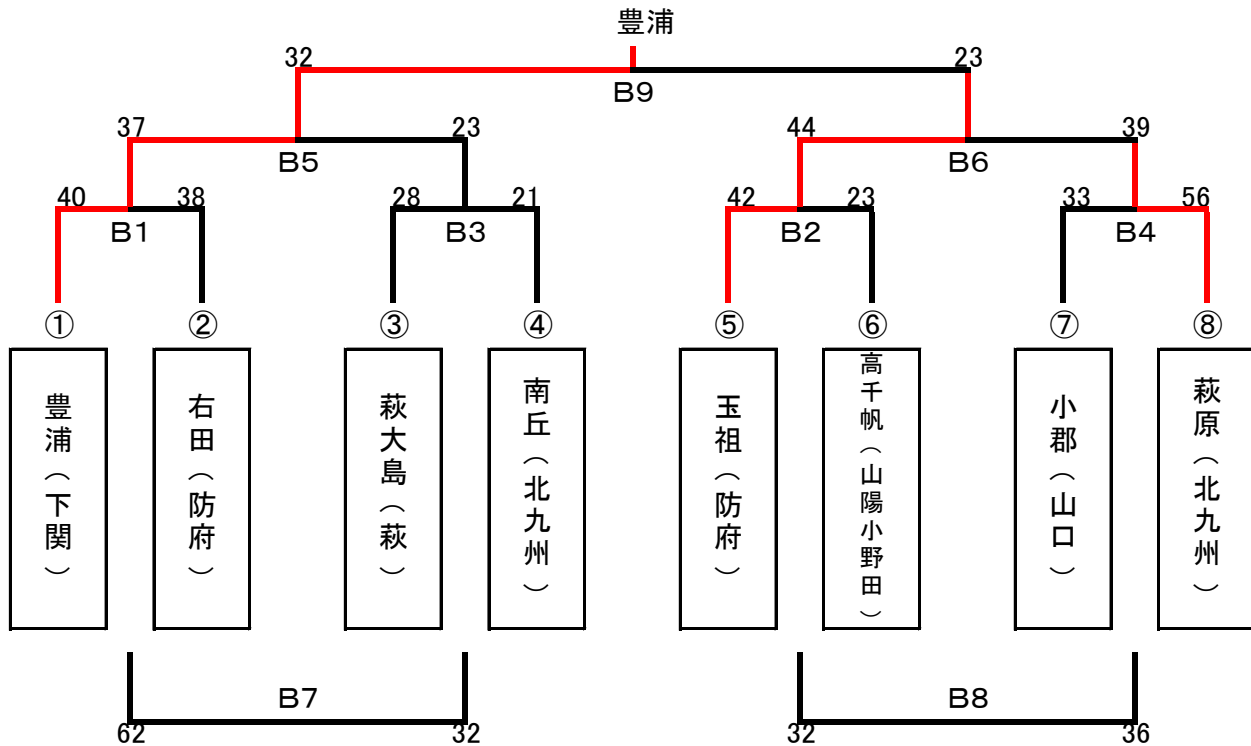 豊浦
32 23
B9
37 23 44 39
B5 B6
40 38 28 21 42 23 33 56
B1 B3 B2 B4
① ② ③ ④ ⑤ ⑥ ⑦ ⑧
豊浦(下関)
右田(防府)
萩大島(萩)
南丘(北九州)
玉祖(防府)
高千帆(山陽小野田)
小郡(山口)
萩原(北九州)
B7 B8
62 32 32 36